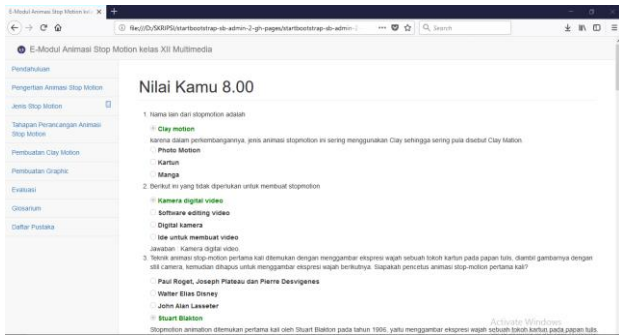 E-Modul Animasi Stop Motion kela
file:///D:/SKRIPSI/startbootstrap-sb-admin-2-gh-pages/startbootstrap-sb-admin-2
Search
E-Modul Animasi Stop Motion kelas XII Multimedia
Pendahuluan
Pengertian Animasi Stop Motion
Jenis Stop Motion
Tahapan Perancangan Animasi
Stop Motion
Pembuatan Clay Motion
Pembuatan Graphic
Evaluasi
Glosarium
Daftar Pustaka
Nilai Kamu 8.00
1. Nama lain dari stopmotion adalah
Clay motion
karena dalam perkembangannya, jenis animasi stopmotion ini sering menggunakan Clay sehingga sering pula disebut Clay Mation
Photo Motion
Kartun
Manga
2. Berikut ini yang tidak diperlukan untuk membuat stopmotion
Kamera digital video
Software editing video
Digital kamera
Ide untuk membuat video
Jawaban : Kamera digital video
3. Teknik animasi stop-motion pertama kali ditemukan dengan menggambar ekspresi wajah sebuah tokoh kartun pada papan tulis, diambil gambarnya dengan
still camera, kemudian dihapus untuk menggambar ekspresi wajah berikutnya. Siapakah pencetus animasi stop-motion pertama kali?
Paul Roget, Joseph Plateau dan Pierre Desvigenes
Walter Elias Disney
John Alan Lasseter
Stuart Blakton
Stopmotion animation ditemukan pertama kali oleh Stuart Blakton pada tahun 1906, yaitu menggambar ekspresi wajah sebuah tokoh kartun pada papan tulis,
Activate Windows